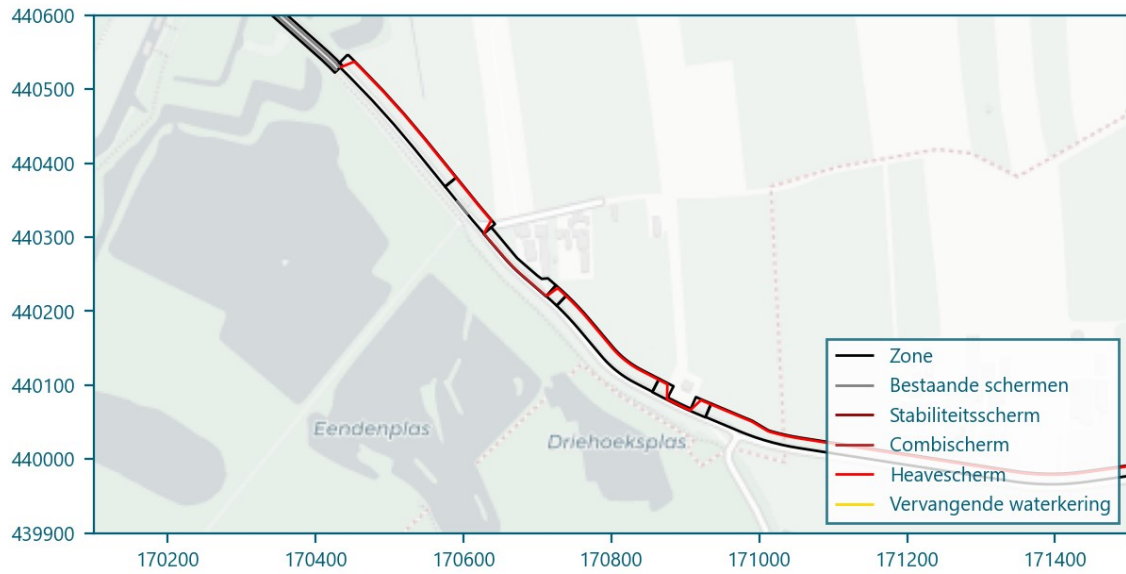 440600
440500
440400
440300
440200
440100
440000
439900
Eendenplas
Driehoeksplas
Zone
Bestaande schermen
Stabiliteitsscherm
Combischerm
Heavescherm
Vervangende waterkering
170200 170400 170600 170800 171000 171200 171400